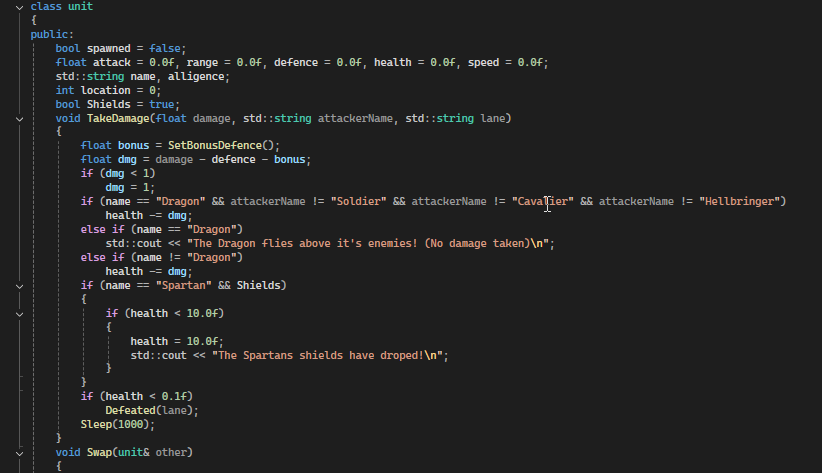 class unit
{
public:
    bool spawned = false;
    float attack = 0.0f, range = 0.0f, defence = 0.0f, health = 0.0f, speed = 0.0f;
    std::string name, alligence;
    int location = 0;
    bool Shields = true;
    void TakeDamage(float damage, std::string attackerName, std::string lane)
    {
        float bonus = SetBonusDefence();
        float dmg = damage - defence - bonus;
        if (dmg < 1)
            dmg = 1;
        if (name == "Dragon" && attackerName != "Soldier" && attackerName != "Cavalier" && attackerName != "Hellbringer")
            health -= dmg;
        else if (name == "Dragon")
            std::cout << "The Dragon flies above it's enemies! (No damage taken)\n";
        else if (name != "Dragon")
            health -= dmg;
        if (name == "Spartan" && Shields)
        {
            if (health < 10.0f)
            {
                health = 10.0f;
                std::cout << "The Spartans shields have droped!\n";
            }
        }
        if (health < 0.1f)
            Defeated(lane);
        Sleep(1000);
    }
    void Swap(unit& other)
    {